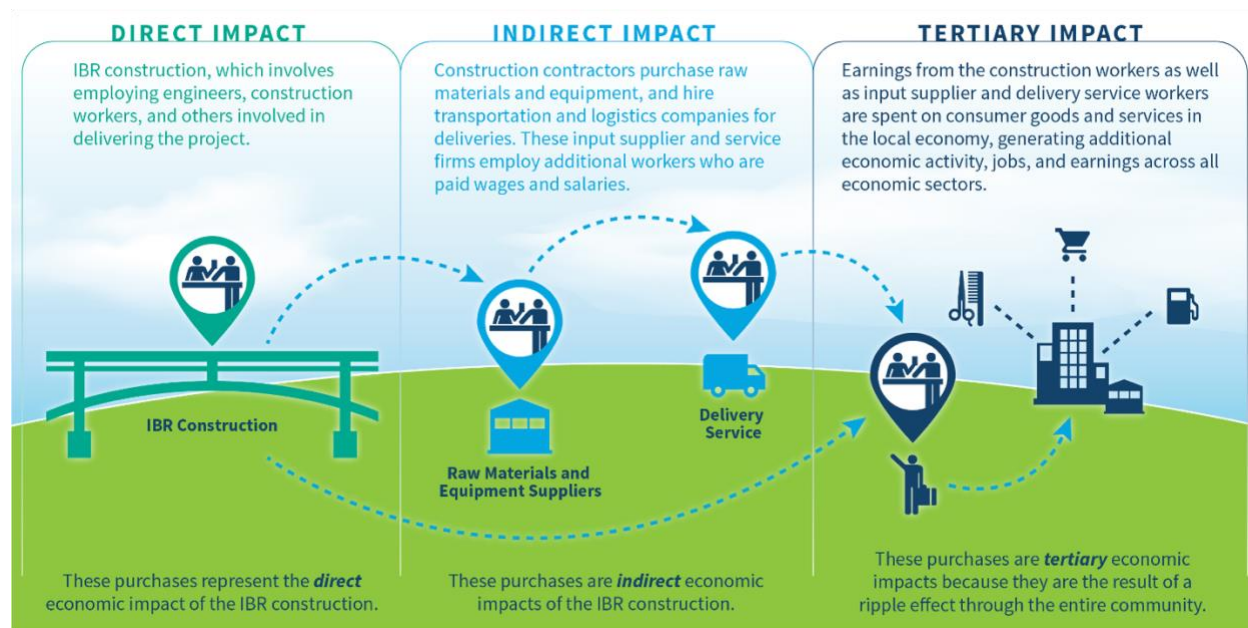 DIRECT IMPACT
IBR construction, which involves
employing engineers, construction
workers, and others involved in
delivering the project.
IBR Construction
These purchases represent the direct
economic impact of the IBR construction.
INDIRECT IMPACT
Construction contractors purchase raw
materials and equipment, and hire
transportation and logistics companies for
deliveries. These input supplier and service
firms employ additional workers who are
paid wages and salaries.
Raw Materials and
Equipment Suppliers
Delivery
Service
These purchases are indirect economic
impacts of the IBR construction.
TERTIARY IMPACT
Earnings from the construction workers as well
as input supplier and delivery service workers
are spent on consumer goods and services in
the local economy, generating additional
economic activity, jobs, and earnings across all
economic sectors.
These purchases are tertiary economic
impacts because they are the result of a
ripple effect through the entire community.